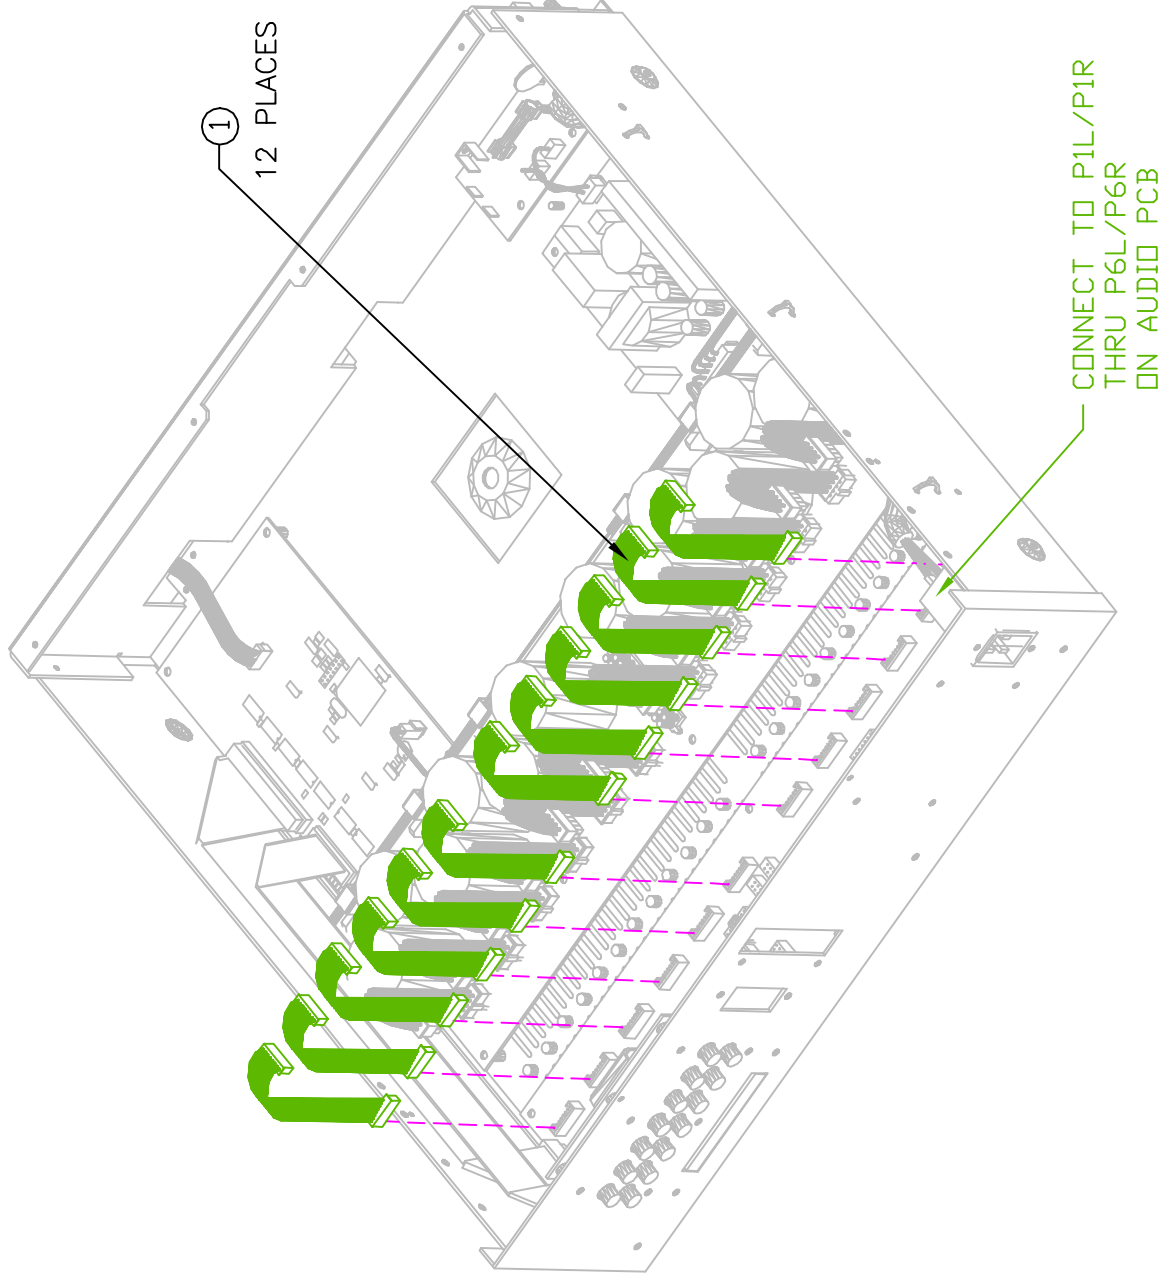 1
12 PLACES
CONNECT TO P1L/P1R
THRU P6L/P6R
ON AUDIO PCB